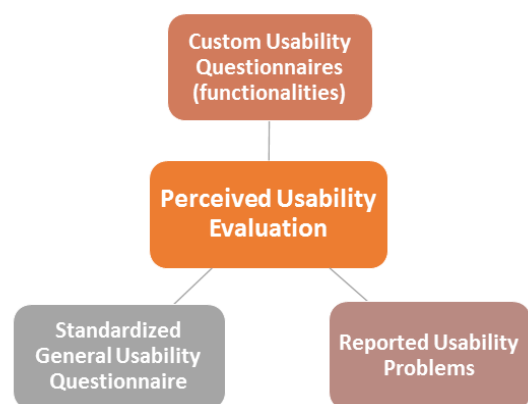 Custom Usability
Questionnaires
(functionalities)
Perceived Usability
Evaluation
Standardized
General Usability
Questionnaire
Reported Usability
Problems